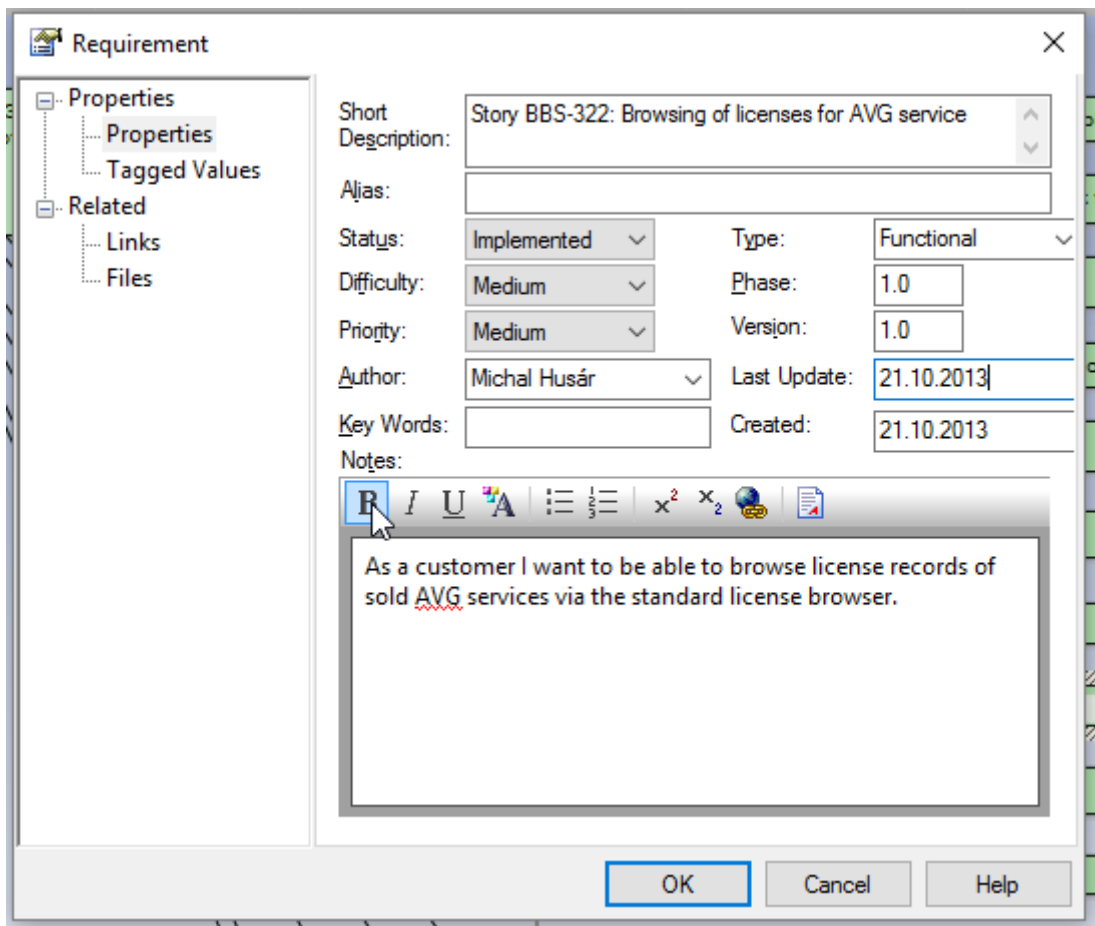 Requirement
Properties
Properties
Tagged Values
Related
Links
Files
Short
Description:
Story BBS-322: Browsing of licenses for AVG service
Alias:
Status:
Implemented
Type:
Functional
Difficulty:
Medium
Phase:
1.0
Priority:
Medium
Version:
1.0
Author:
Michal Husár
Last Update:
21.10.2013
Key Words:
Created:
21.10.2013
Notes:
B I U A x² x₂
As a customer I want to be able to browse license records of
sold AVG services via the standard license browser.
OK
Cancel
Help